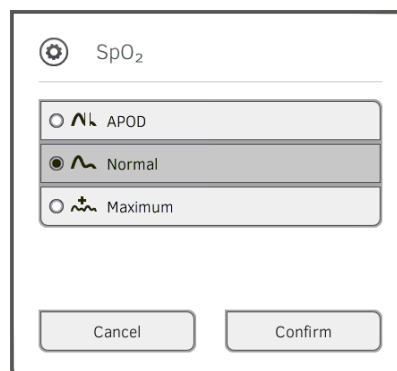 SpO₂
APOD
Normal
Maximum
Cancel
Confirm